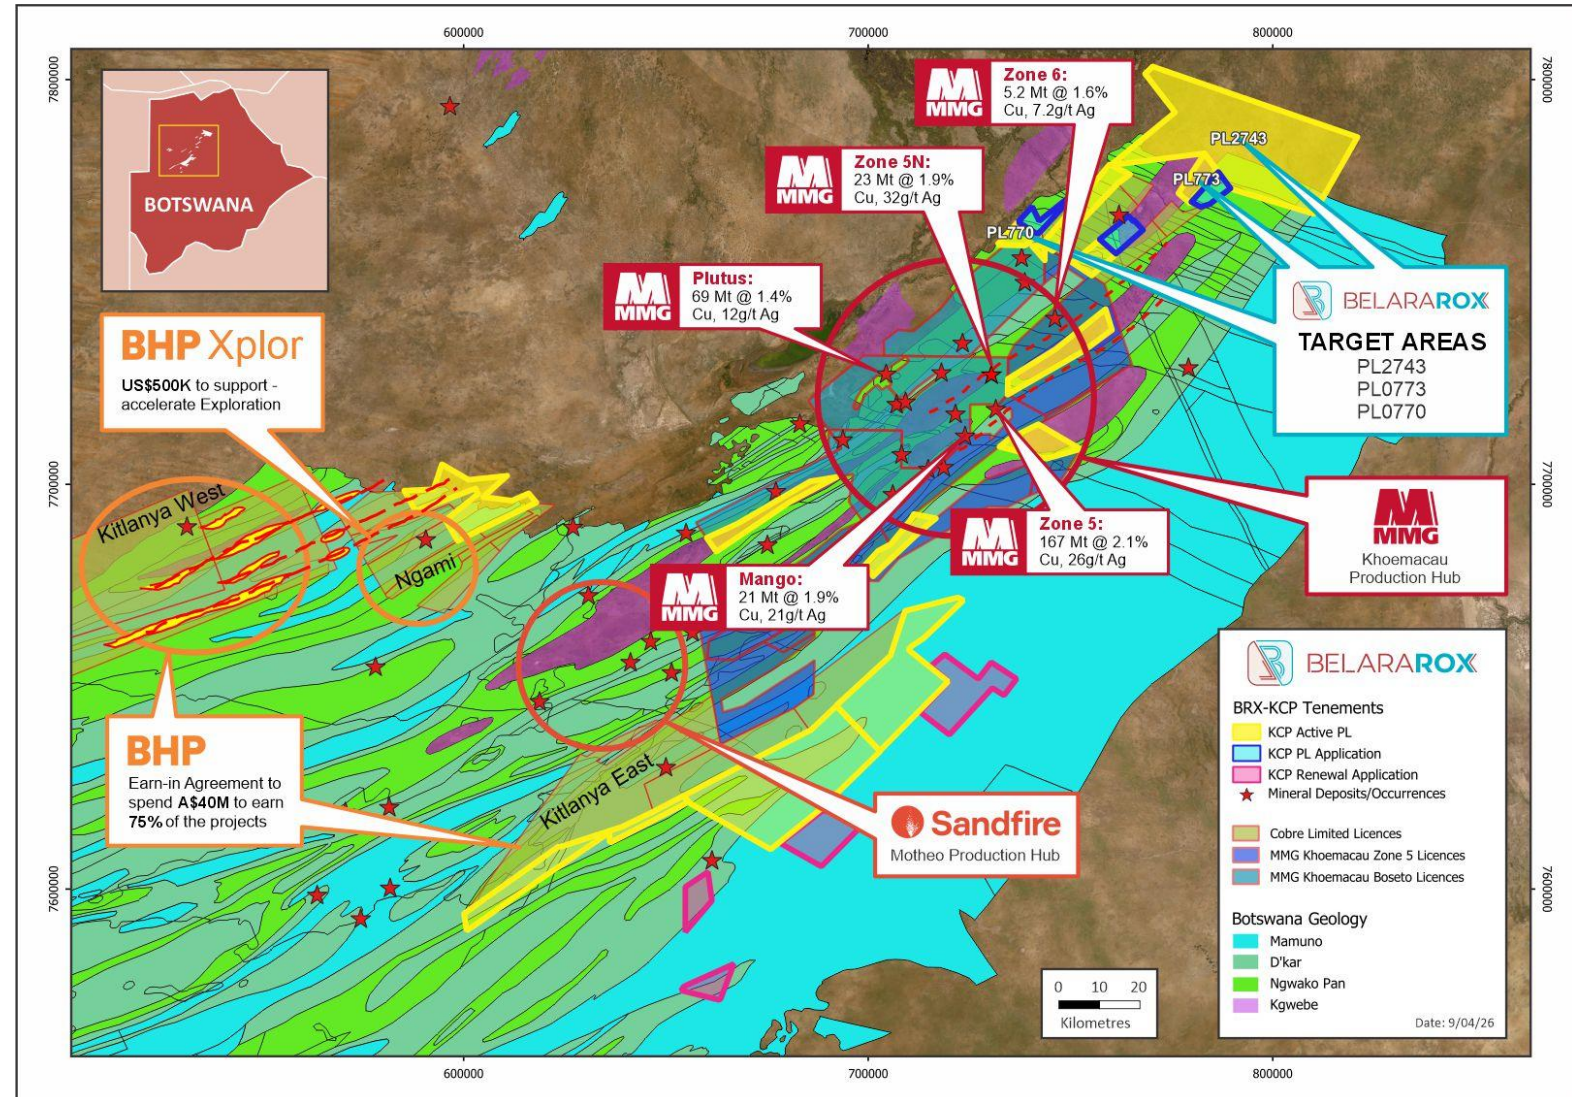 600000
700000
800000
7800000
7800000
BOTSWANA
MMG
Zone 6:
5.2 Mt @ 1.6%
Cu, 7.2g/t Ag
PL2743
MMG
Zone 5N:
23 Mt @ 1.9%
Cu, 32g/t Ag
PL773
PL770
MMG
Plutus:
69 Mt @ 1.4%
Cu, 12g/t Ag
BELARAROX
TARGET AREAS
PL2743
PL0773
PL0770
BHP Xplor
US$500K to support -
accelerate Exploration
7700000
7700000
Kitlanya West
Ngami
MMG
Khoemacau
Production Hub
MMG
Zone 5:
167 Mt @ 2.1%
Cu, 26g/t Ag
MMG
Mango:
21 Mt @ 1.9%
Cu, 21g/t Ag
BHP
Earn-in Agreement to
spend A$40M to earn
75% of the projects
Kitlanya East
Sandfire
Motheo Production Hub
7600000
7600000
BELARAROX
BRX-KCP Tenements
KCP Active PL
KCP PL Application
KCP Renewal Application
Mineral Deposits/Occurrences
Cobre Limited Licences
MMG Khoemacau Zone 5 Licences
MMG Khoemacau Boseto Licences
Botswana Geology
Mamuno
D'kar
Ngwako Pan
Kgwebe
Date: 9/04/26
0 10 20
Kilometres
600000
700000
800000